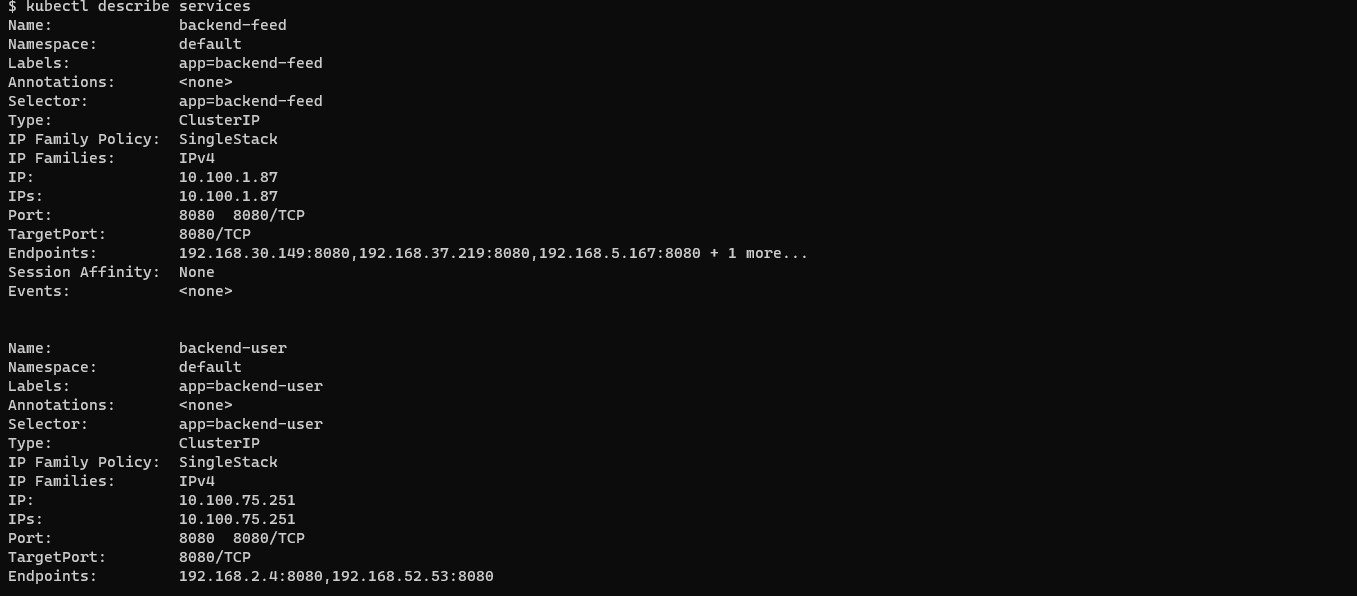 $ kubectl describe services
Name:              backend-feed
Namespace:         default
Labels:            app=backend-feed
Annotations:       <none>
Selector:          app=backend-feed
Type:              ClusterIP
IP Family Policy:  SingleStack
IP Families:       IPv4
IP:                10.100.1.87
IPs:               10.100.1.87
Port:              8080  8080/TCP
TargetPort:        8080/TCP
Endpoints:         192.168.30.149:8080,192.168.37.219:8080,192.168.5.167:8080 + 1 more...
Session Affinity:  None
Events:            <none>
Name:              backend-user
Namespace:         default
Labels:            app=backend-user
Annotations:       <none>
Selector:          app=backend-user
Type:              ClusterIP
IP Family Policy:  SingleStack
IP Families:       IPv4
IP:                10.100.75.251
IPs:               10.100.75.251
Port:              8080  8080/TCP
TargetPort:        8080/TCP
Endpoints:         192.168.2.4:8080,192.168.52.53:8080